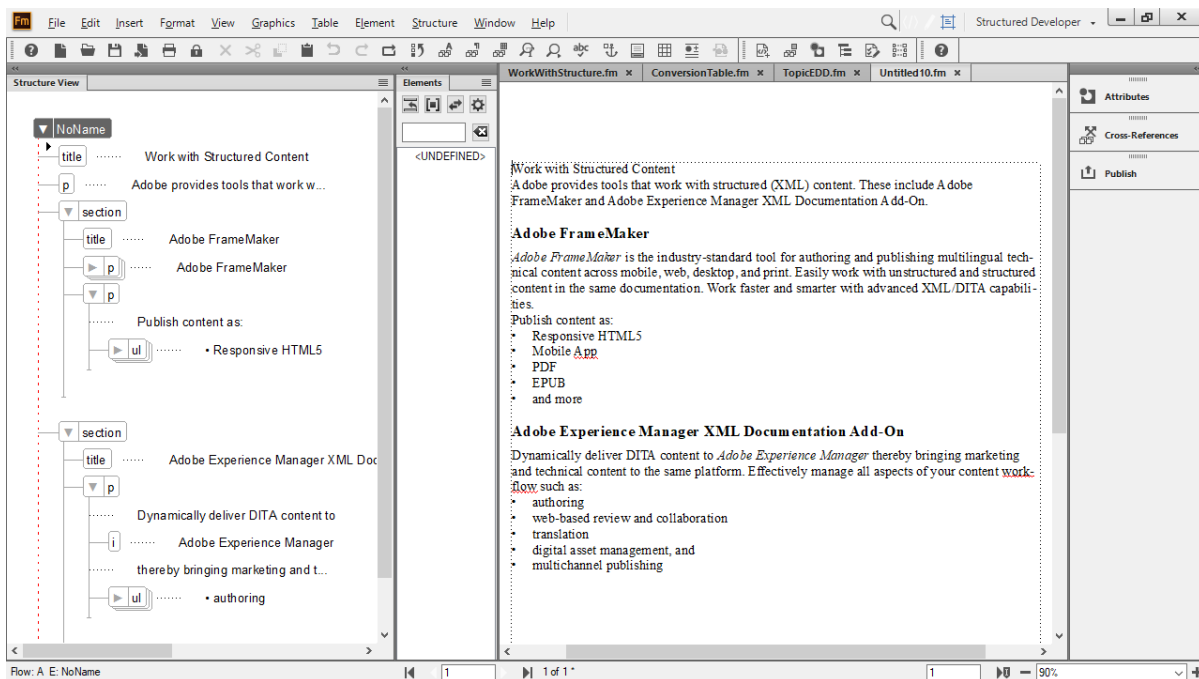 Fm File Edit Insert Format View Graphics Table Element Structure Window Help Structured Developer
WorkWithStructure.fm × ConversionTable.fm × TopicEDD.fm × Untitled10.fm ×
Structure View
NoName
title Work with Structured Content
p Adobe provides tools that work w...
section
title Adobe FrameMaker
p Adobe FrameMaker
p
Publish content as:
ul • Responsive HTML5
section
title Adobe Experience Manager XML Doc
p
Dynamically deliver DITA content to
i Adobe Experience Manager
thereby bringing marketing and t...
ul • authoring
Elements
<UNDEFINED>
Work with Structured Content
Adobe provides tools that work with structured (XML) content. These include Adobe
FrameMaker and Adobe Experience Manager XML Documentation Add-On.
Adobe FrameMaker
Adobe FrameMaker is the industry-standard tool for authoring and publishing multilingual tech-
nical content across mobile, web, desktop, and print. Easily work with unstructured and structured
content in the same documentation. Work faster and smarter with advanced XML/DITA capabili-
ties.
Publish content as:
• Responsive HTML5
• Mobile App
• PDF
• EPUB
• and more
Adobe Experience Manager XML Documentation Add-On
Dynamically deliver DITA content to Adobe Experience Manager thereby bringing marketing
and technical content to the same platform. Effectively manage all aspects of your content work-
flow such as:
• authoring
• web-based review and collaboration
• translation
• digital asset management, and
• multichannel publishing
Attributes
Cross-References
Publish
Flow: A E: NoName 1 1 of 1 * 1 90%